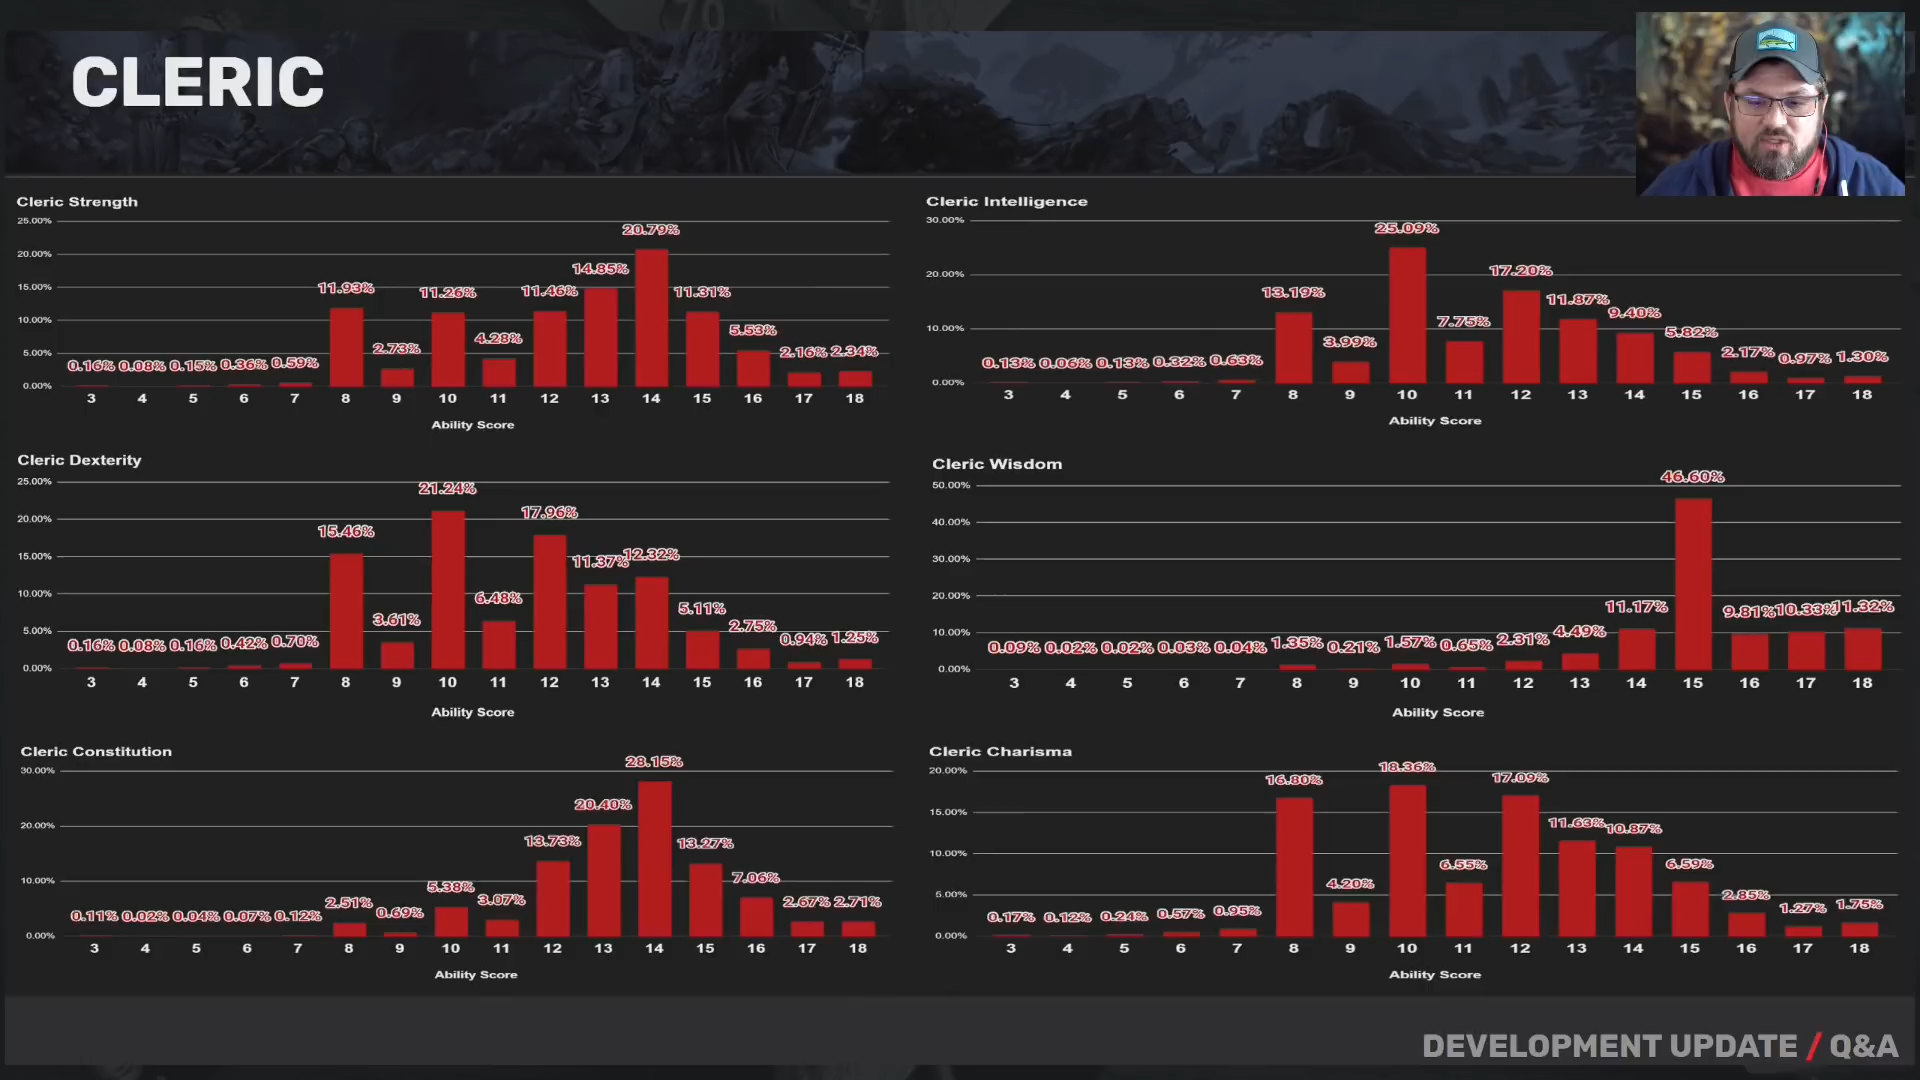 CLERIC
Cleric Strength
25.00%
20.00%
15.00%
10.00%
5.00%
0.00%
0.16% 0.08% 0.15% 0.36% 0.59% 11.93% 2.73% 11.26% 4.28% 11.46% 14.85% 20.79% 11.31% 5.53% 2.16% 2.34%
3 4 5 6 7 8 9 10 11 12 13 14 15 16 17 18
Ability Score
Cleric Intelligence
30.00%
20.00%
10.00%
0.00%
0.13% 0.06% 0.13% 0.32% 0.63% 13.19% 3.99% 25.09% 7.75% 17.20% 11.87% 9.40% 5.82% 2.17% 0.97% 1.30%
3 4 5 6 7 8 9 10 11 12 13 14 15 16 17 18
Ability Score
Cleric Dexterity
25.00%
20.00%
15.00%
10.00%
5.00%
0.00%
0.16% 0.08% 0.16% 0.42% 0.70% 15.46% 3.61% 21.24% 6.48% 17.96% 11.37% 12.32% 5.11% 2.75% 0.94% 1.25%
3 4 5 6 7 8 9 10 11 12 13 14 15 16 17 18
Ability Score
Cleric Wisdom
50.00%
40.00%
30.00%
20.00%
10.00%
0.00%
0.09% 0.02% 0.02% 0.03% 0.04% 1.35% 0.21% 1.57% 0.65% 2.31% 4.49% 11.17% 46.60% 9.81% 10.33% 11.32%
3 4 5 6 7 8 9 10 11 12 13 14 15 16 17 18
Ability Score
Cleric Constitution
30.00%
20.00%
10.00%
0.00%
0.11% 0.02% 0.04% 0.07% 0.12% 2.51% 0.69% 5.38% 3.07% 13.73% 20.40% 28.15% 13.27% 7.06% 2.67% 2.71%
3 4 5 6 7 8 9 10 11 12 13 14 15 16 17 18
Ability Score
Cleric Charisma
20.00%
15.00%
10.00%
5.00%
0.00%
0.17% 0.12% 0.24% 0.57% 0.95% 16.80% 4.20% 18.36% 6.55% 17.09% 11.63% 10.87% 6.59% 2.85% 1.27% 1.75%
3 4 5 6 7 8 9 10 11 12 13 14 15 16 17 18
Ability Score
DEVELOPMENT UPDATE / Q&A